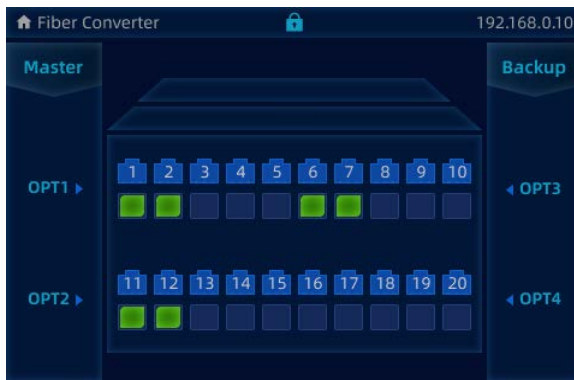 Fiber Converter 192.168.0.10
Master Backup
1 2 3 4 5 6 7 8 9 10
OPT1 OPT3
11 12 13 14 15 16 17 18 19 20
OPT2 OPT4